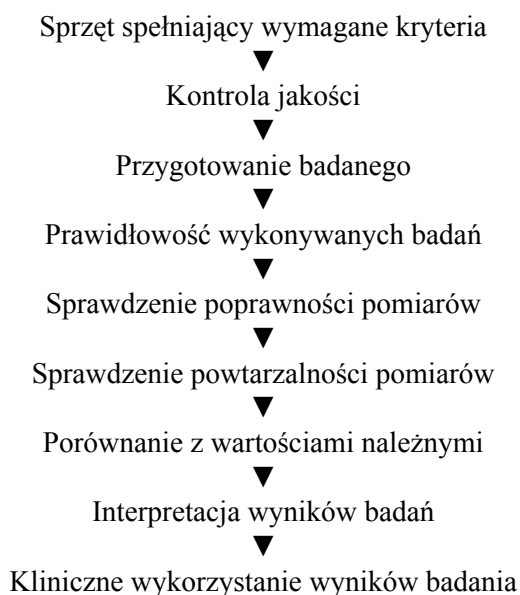 Sprzęt spełniający wymagane kryteria
▼
Kontrola jakości
▼
Przygotowanie badanego
▼
Prawidłowość wykonywanych badań
▼
Sprawdzenie poprawności pomiarów
▼
Sprawdzenie powtarzalności pomiarów
▼
Porównanie z wartościami należnymi
▼
Interpretacja wyników badań
▼
Kliniczne wykorzystanie wyników badania